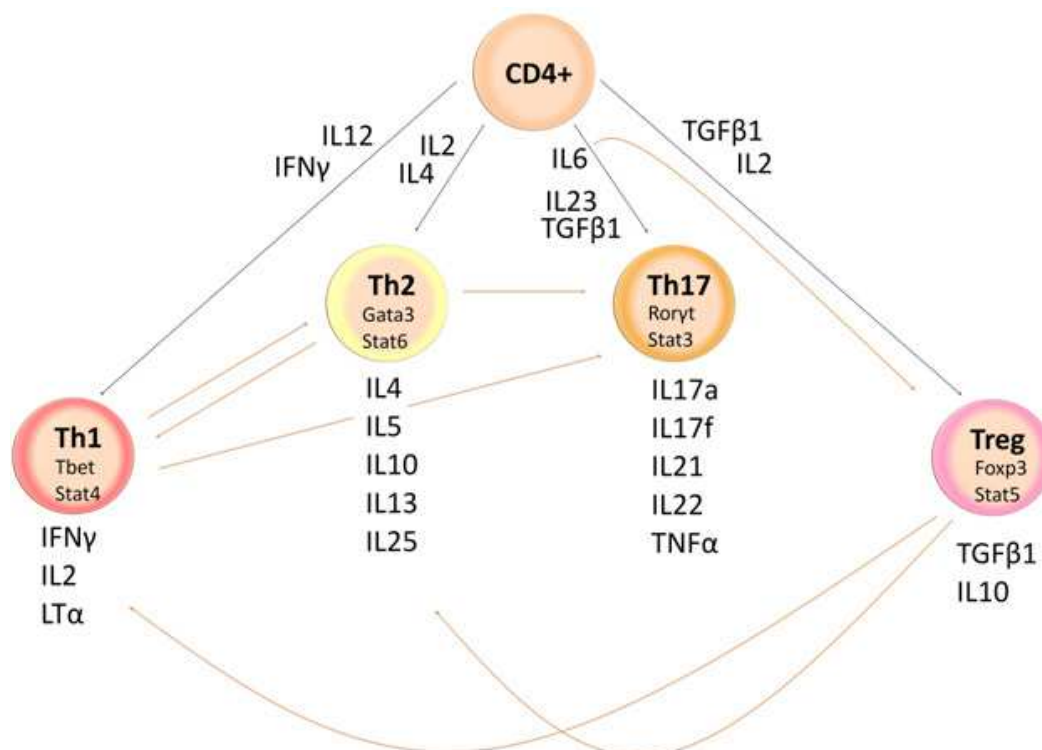 CD4+
IL12
IFNγ
IL2
IL4
IL6
IL23
TGFβ1
TGFβ1
IL2
Th2
Gata3
Stat6
Th17
Rorγt
Stat3
IL4
IL5
IL10
IL13
IL25
IL17a
IL17f
IL21
IL22
TNFα
Th1
Tbet
Stat4
IFNγ
IL2
LTα
Treg
Foxp3
Stat5
TGFβ1
IL10